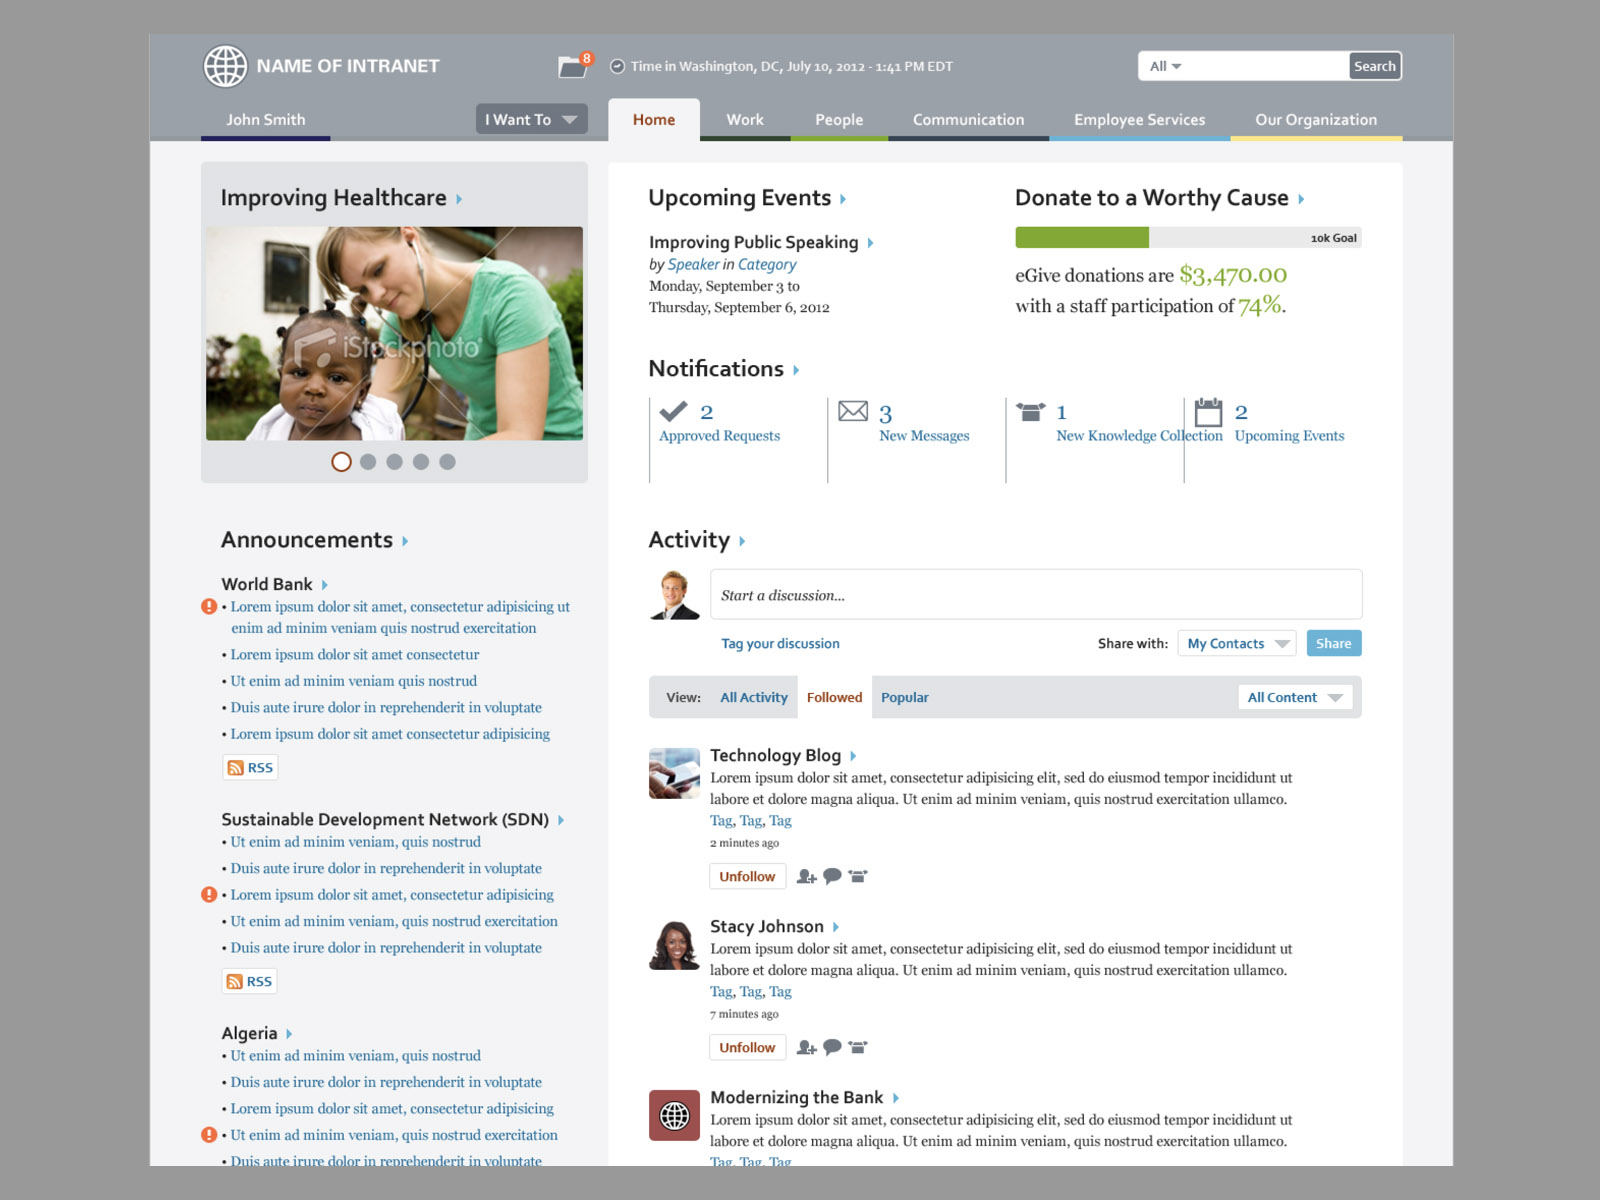 NAME OF INTRANET
8
Time in Washington, DC, July 10, 2012 - 1:41 PM EDT
All
Search
John Smith
I Want To
Home
Work
People
Communication
Employee Services
Our Organization
Improving Healthcare
iStockphoto
Announcements
World Bank
• Lorem ipsum dolor sit amet, consectetur adipisicing ut
enim ad minim veniam quis nostrud exercitation
• Lorem ipsum dolor sit amet consectetur
• Ut enim ad minim veniam quis nostrud
• Duis aute irure dolor in reprehenderit in voluptate
• Lorem ipsum dolor sit amet consectetur adipisicing
RSS
Sustainable Development Network (SDN)
• Ut enim ad minim veniam, quis nostrud
• Duis aute irure dolor in reprehenderit in voluptate
• Lorem ipsum dolor sit amet, consectetur adipisicing
• Ut enim ad minim veniam, quis nostrud exercitation
• Duis aute irure dolor in reprehenderit in voluptate
RSS
Algeria
• Ut enim ad minim veniam, quis nostrud
• Duis aute irure dolor in reprehenderit in voluptate
• Lorem ipsum dolor sit amet, consectetur adipisicing
• Ut enim ad minim veniam, quis nostrud exercitation
• Duis aute irure dolor in reprehenderit in voluptate
Upcoming Events
Improving Public Speaking
by Speaker in Category
Monday, September 3 to
Thursday, September 6, 2012
Donate to a Worthy Cause
10k Goal
eGive donations are $3,470.00
with a staff participation of 74%.
Notifications
2
Approved Requests
3
New Messages
1
New Knowledge Collection
2
Upcoming Events
Activity
Start a discussion...
Tag your discussion
Share with:
My Contacts
Share
View:
All Activity
Followed
Popular
All Content
Technology Blog
Lorem ipsum dolor sit amet, consectetur adipisicing elit, sed do eiusmod tempor incididunt ut
labore et dolore magna aliqua. Ut enim ad minim veniam, quis nostrud exercitation ullamco.
Tag, Tag, Tag
2 minutes ago
Unfollow
Stacy Johnson
Lorem ipsum dolor sit amet, consectetur adipisicing elit, sed do eiusmod tempor incididunt ut
labore et dolore magna aliqua. Ut enim ad minim veniam, quis nostrud exercitation ullamco.
Tag, Tag, Tag
7 minutes ago
Unfollow
Modernizing the Bank
Lorem ipsum dolor sit amet, consectetur adipisicing elit, sed do eiusmod tempor incididunt ut
labore et dolore magna aliqua. Ut enim ad minim veniam, quis nostrud exercitation ullamco.
Tag, Tag, Tag